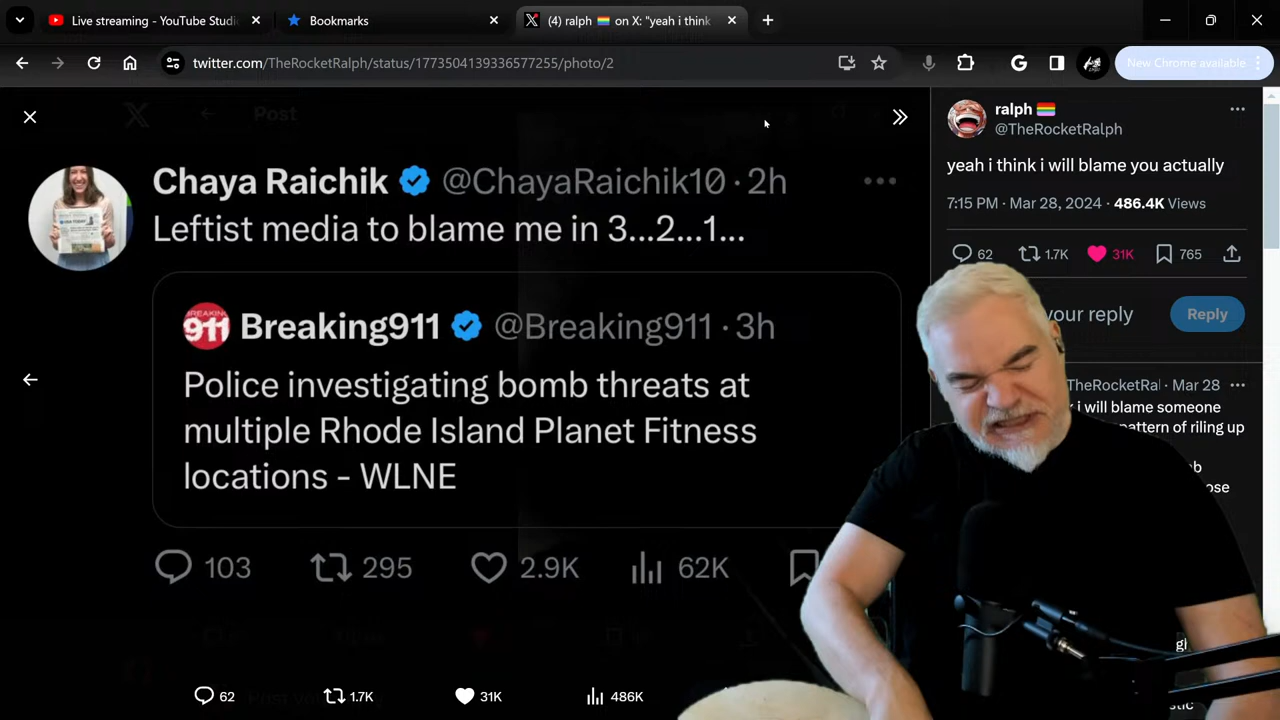 Live streaming - YouTube Studi
Bookmarks
(4) ralph 🏳️‍🌈 on X: "yeah i think
twitter.com/TheRocketRalph/status/1773504139336577255/photo/2
New Chrome available
Post
Chaya Raichik @ChayaRaichik10 · 2h
Leftist media to blame me in 3...2...1...
BREAKING
911
Breaking911 @Breaking911 · 3h
Police investigating bomb threats at
multiple Rhode Island Planet Fitness
locations - WLNE
103 295 2.9K 62K
62 1.7K 31K 486K
ralph 🏳️‍🌈
@TheRocketRalph
yeah i think i will blame you actually
7:15 PM · Mar 28, 2024 · 486.4K Views
62 1.7K 31K 765
your reply
Reply
TheRocketRal · Mar 28
i will blame someone
pattern of riling up